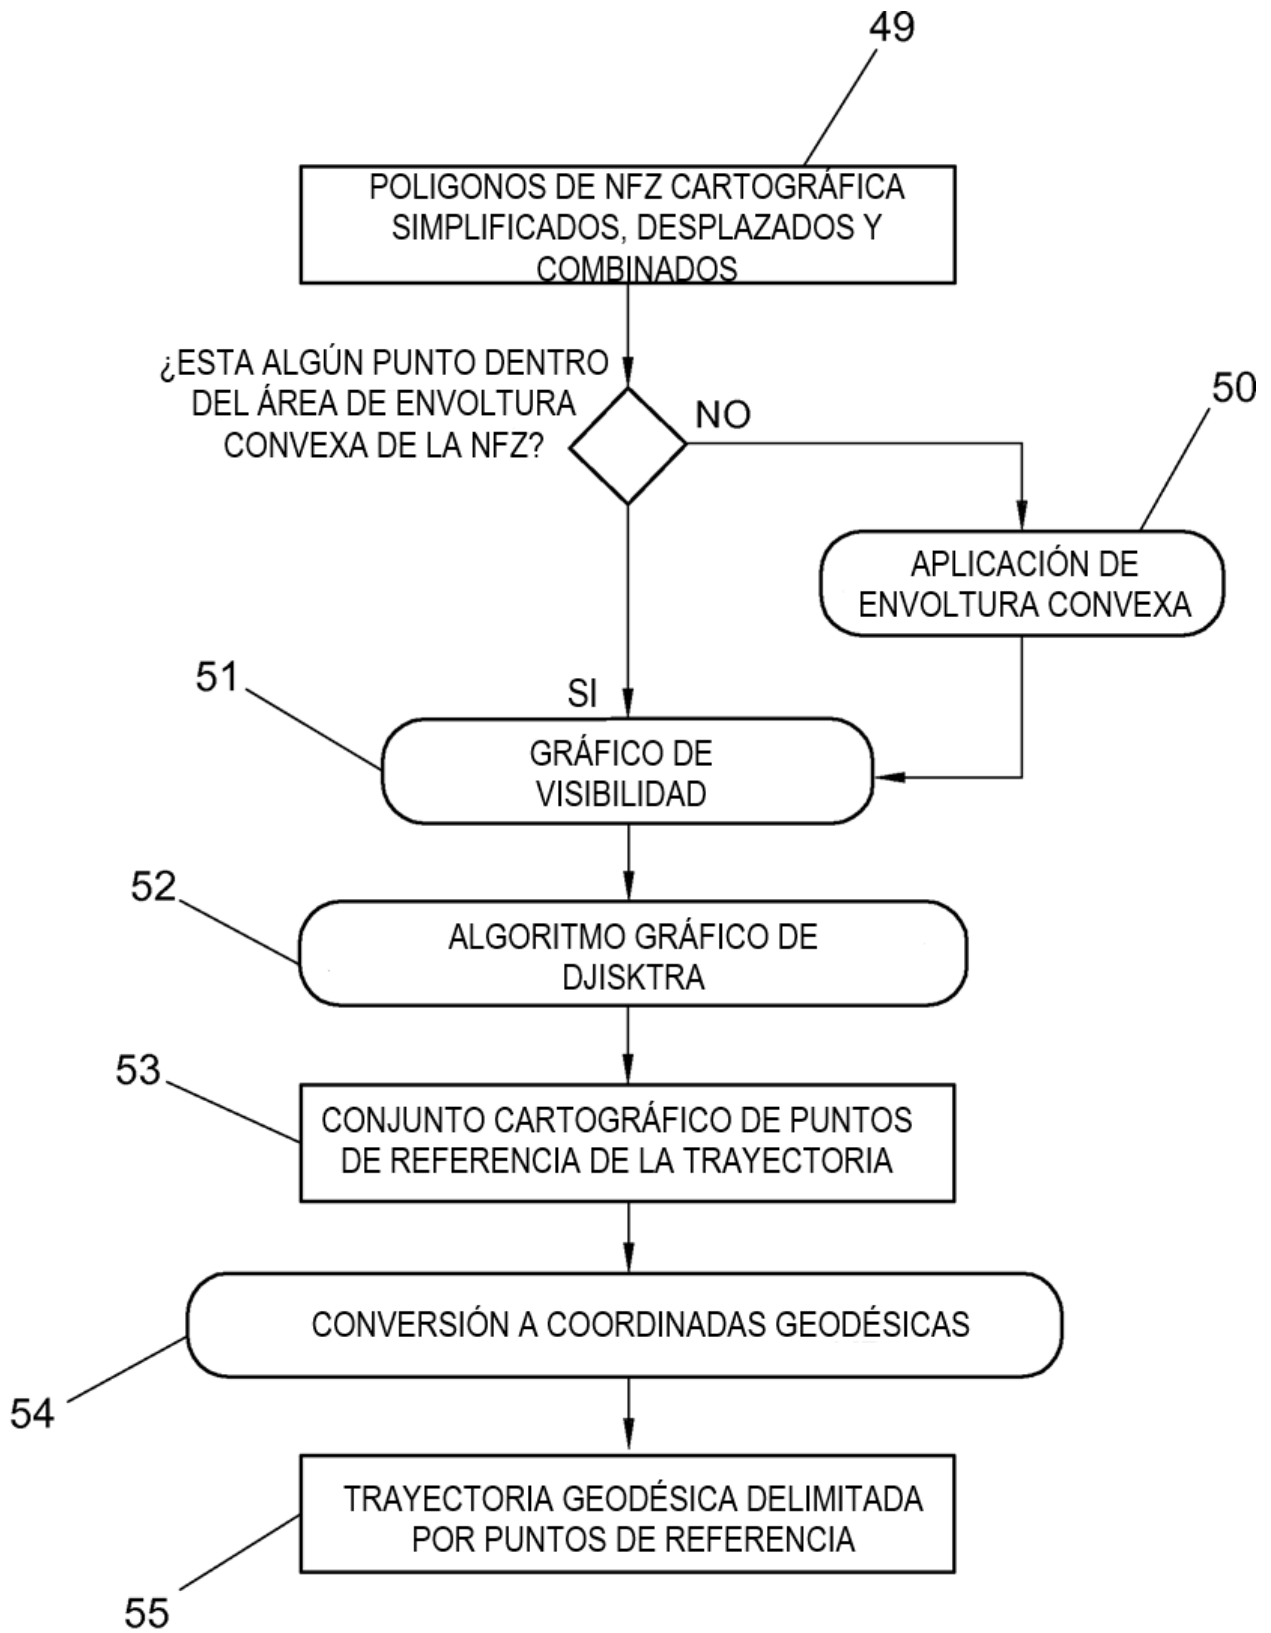 49
POLIGONOS DE NFZ CARTOGRÁFICA
SIMPLIFICADOS, DESPLAZADOS Y
COMBINADOS
¿ESTA ALGÚN PUNTO DENTRO
DEL ÁREA DE ENVOLTURA
CONVEXA DE LA NFZ?
NO
50
APLICACIÓN DE
ENVOLTURA CONVEXA
51
SI
GRÁFICO DE
VISIBILIDAD
52
ALGORITMO GRÁFICO DE
DJISKTRA
53
CONJUNTO CARTOGRÁFICO DE PUNTOS
DE REFERENCIA DE LA TRAYECTORIA
CONVERSIÓN A COORDINADAS GEODÉSICAS
54
TRAYECTORIA GEODÉSICA DELIMITADA
POR PUNTOS DE REFERENCIA
55